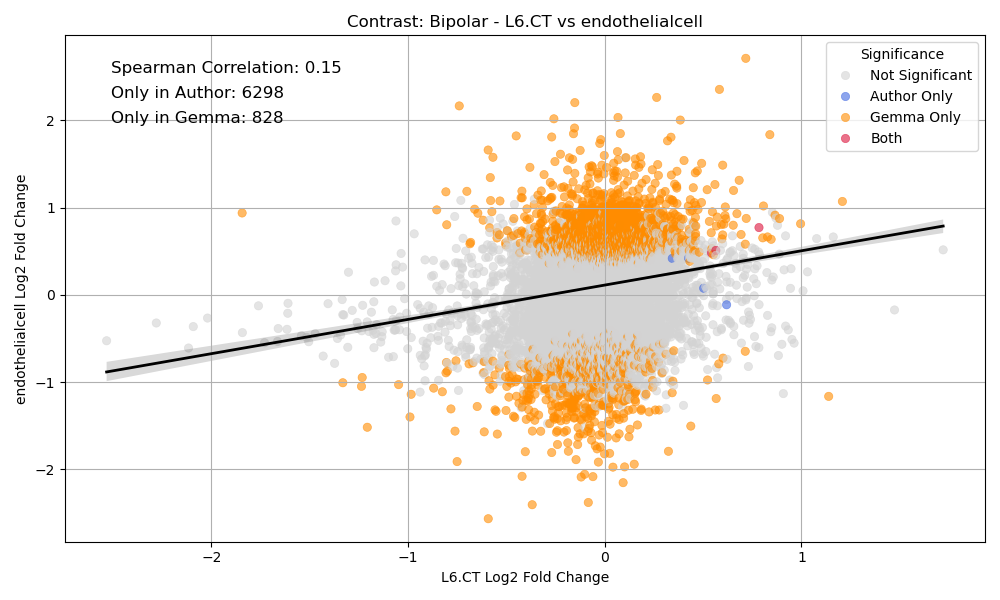 Contrast: Bipolar - L6.CT vs endothelialcell
Spearman Correlation: 0.15
Only in Author: 6298
Only in Gemma: 828
Significance
Not Significant
Author Only
Gemma Only
Both
endothelialcell Log2 Fold Change
2
1
0
−1
−2
−2
−1
0
1
L6.CT Log2 Fold Change